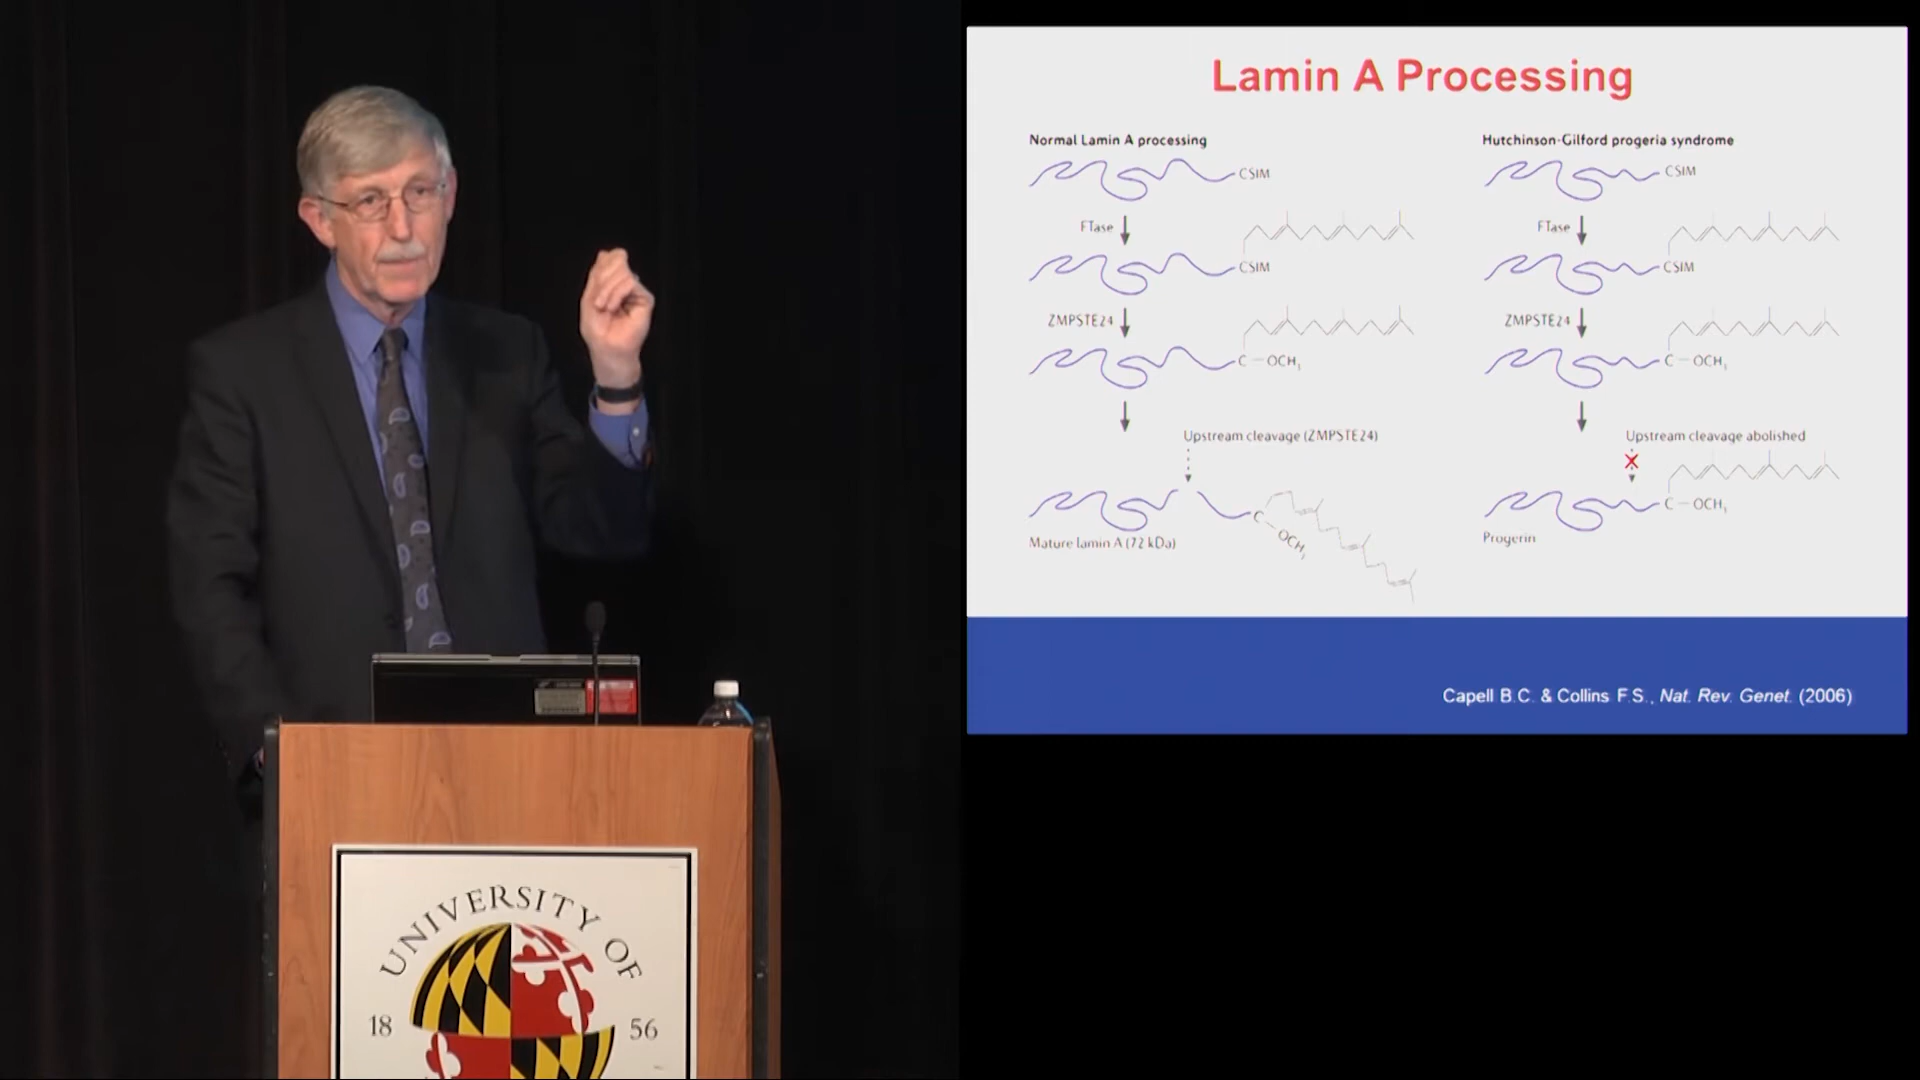 Lamin A Processing
Normal Lamin A processing
CSIM
FTase
CSIM
ZMPSTE24
C – OCH₃
Upstream cleavage (ZMPSTE24)
C
OCH₃
Mature lamin A (72 kDa)
Hutchinson-Gilford progeria syndrome
CSIM
FTase
CSIM
ZMPSTE24
C – OCH₃
Upstream cleavage abolished
C – OCH₃
Progerin
Capell B.C. & Collins F.S., Nat. Rev. Genet. (2006)
UNIVERSITY OF
18 56